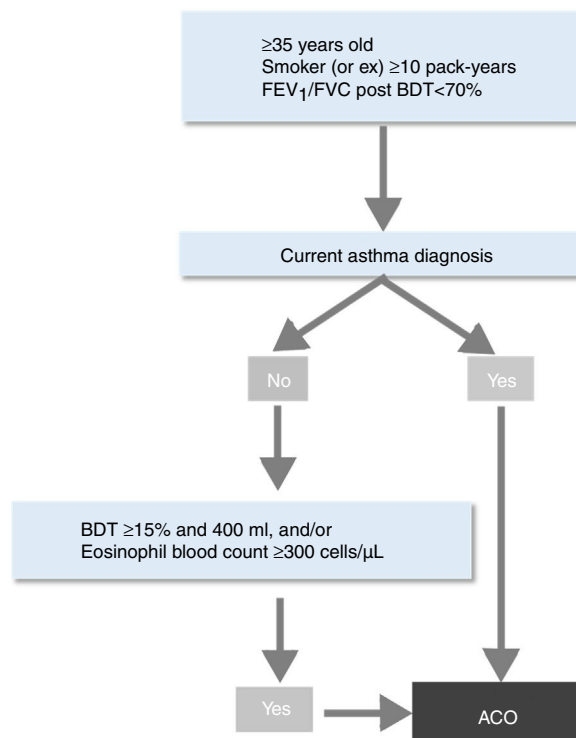 ≥35 years old
Smoker (or ex) ≥10 pack-years
FEV₁/FVC post BDT<70%
Current asthma diagnosis
No
Yes
BDT ≥15% and 400 ml, and/or
Eosinophil blood count ≥300 cells/µL
Yes
ACO